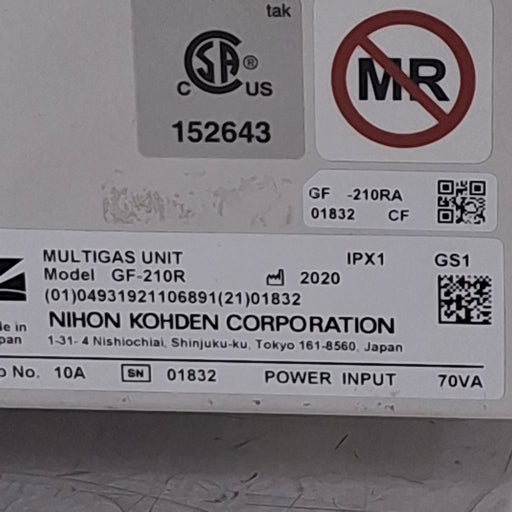 tak
CSA®
C US
152643
MR
GF -210RA
01832 CF
MULTIGAS UNIT IPX1 GS1
Model GF-210R 2020
(01)04931921106891(21)01832
NIHON KOHDEN CORPORATION
1-31-4 Nishiochiai, Shinjuku-ku, Tokyo 161-8560, Japan
No. 10A SN 01832 POWER INPUT 70VA